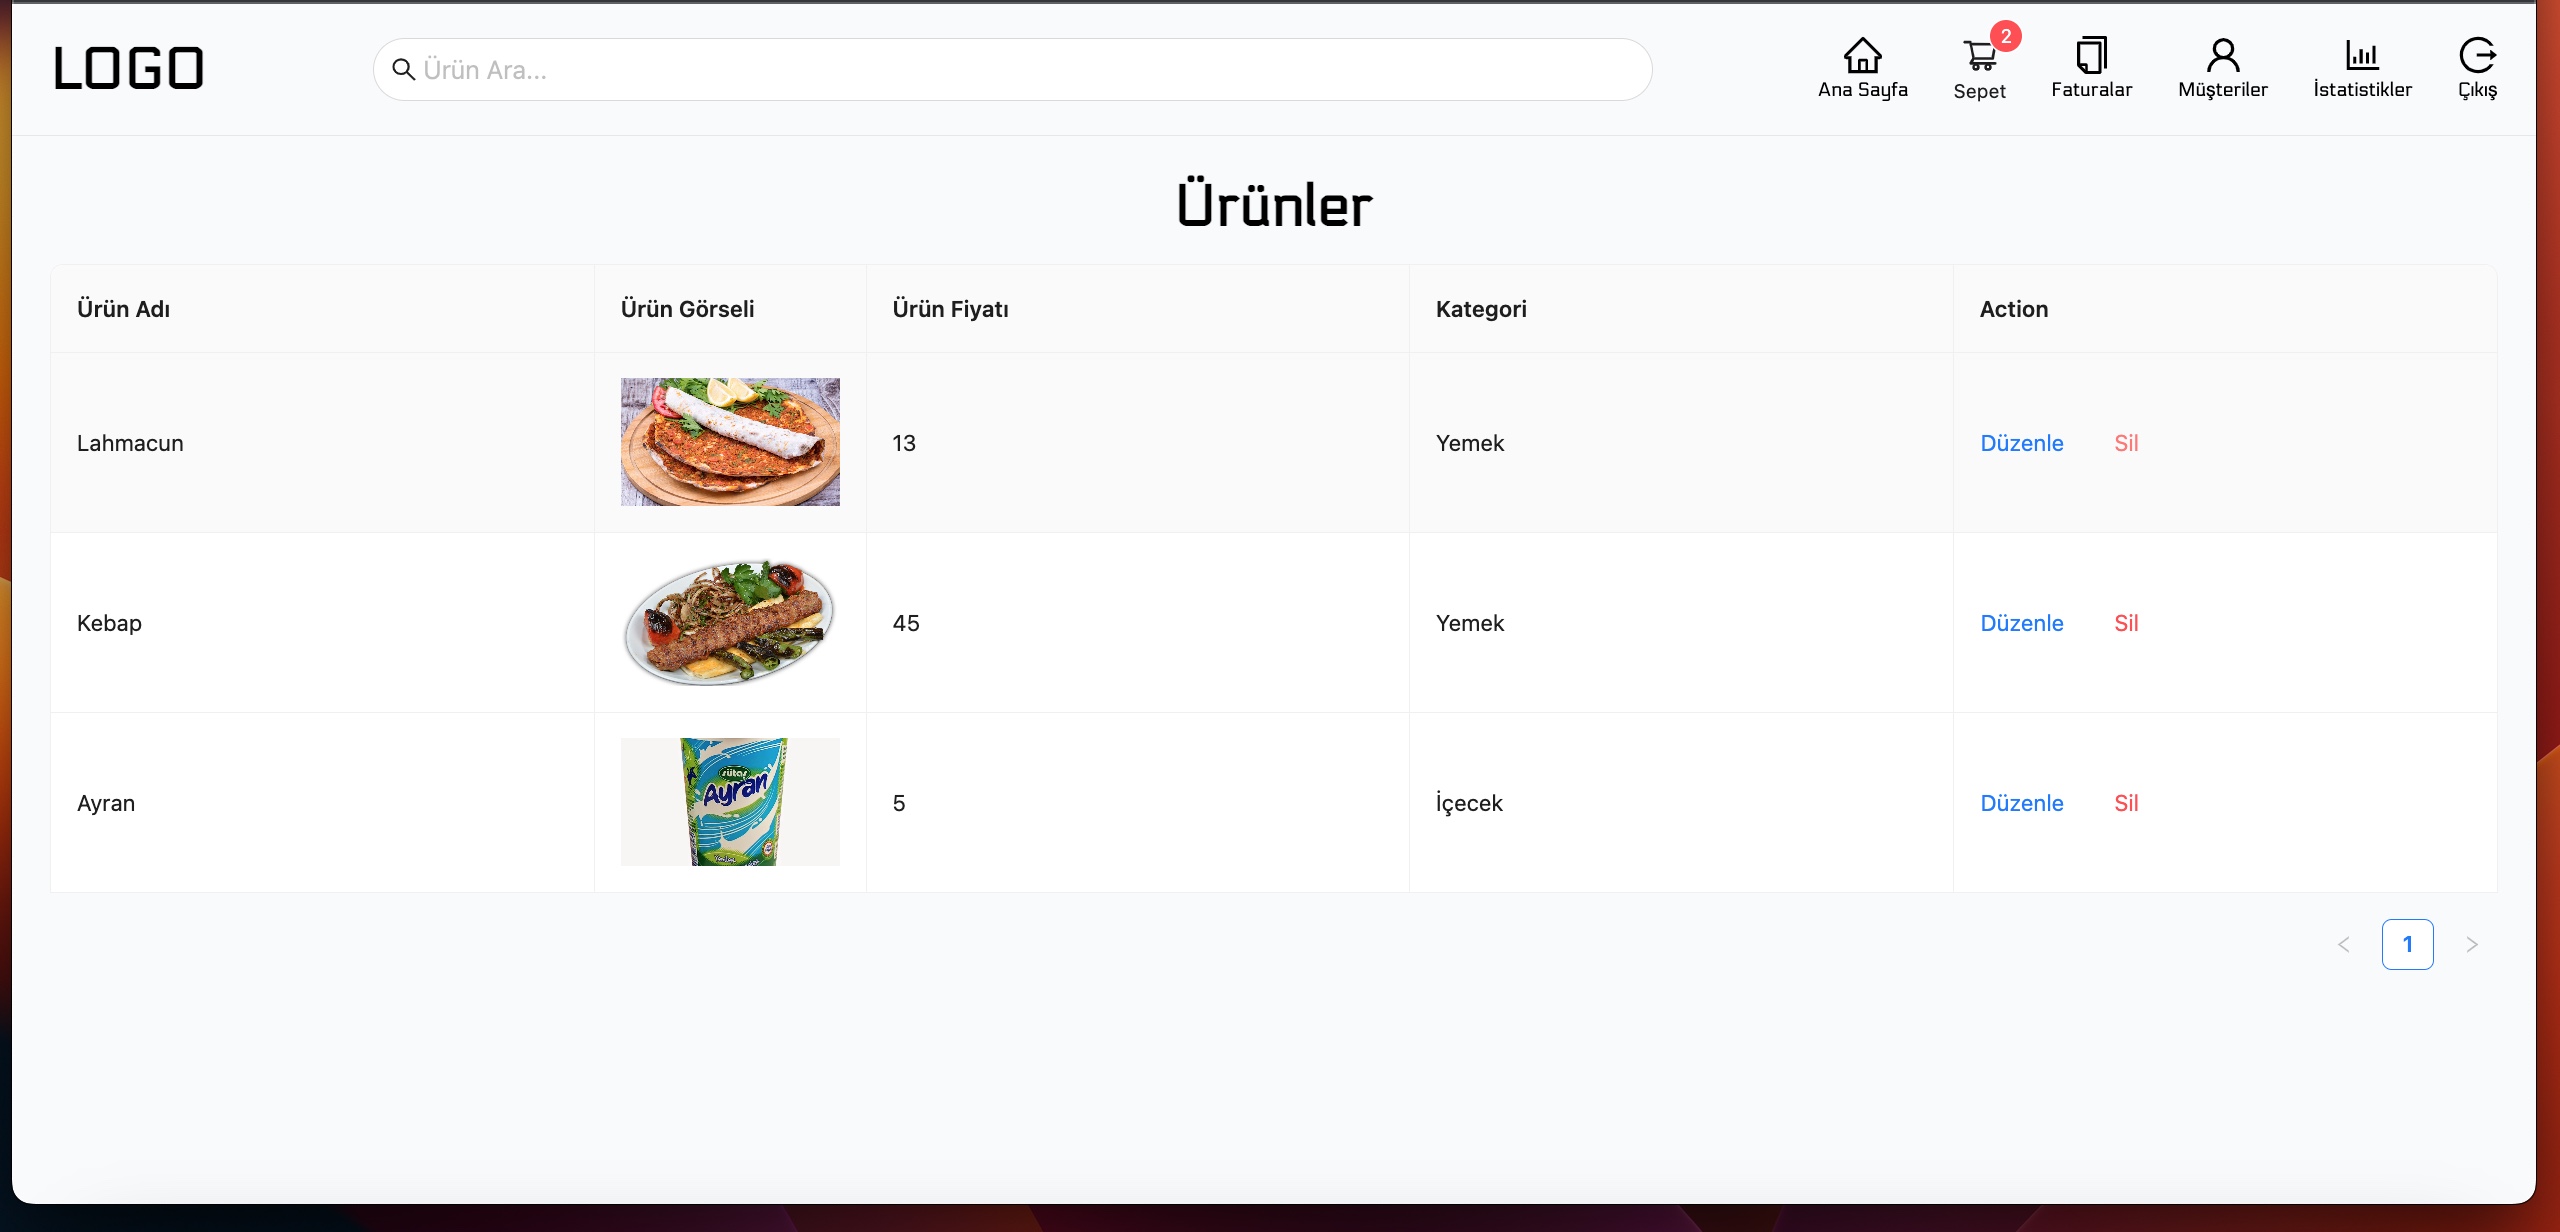 LOGO
Ürün Ara...
2
Ana Sayfa
Sepet
Faturalar
Müşteriler
İstatistikler
Çıkış
Ürünler
Ürün Adı
Ürün Görseli
Ürün Fiyatı
Kategori
Action
Lahmacun
13
Yemek
Düzenle
Sil
Kebap
45
Yemek
Düzenle
Sil
Ayran
sütaş
Ayran
5
İçecek
Düzenle
Sil
1